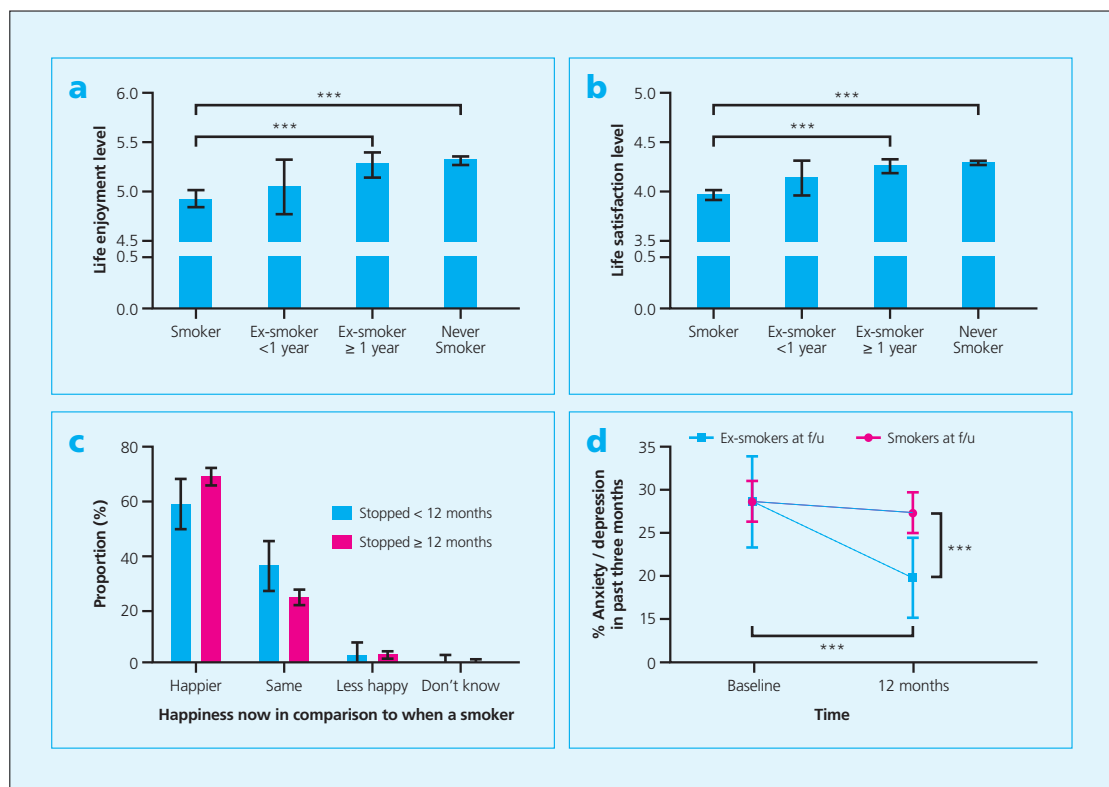 a
6.0
5.5
5.0
4.5
0.5
0.0
Life enjoyment level
***
***
Smoker
Ex-smoker
<1 year
Ex-smoker
≥ 1 year
Never
Smoker
b
5.0
4.5
4.0
3.5
0.5
0.0
Life satisfaction level
***
***
Smoker
Ex-smoker
<1 year
Ex-smoker
≥ 1 year
Never
Smoker
c
80
60
40
20
0
Proportion (%)
Stopped < 12 months
Stopped ≥ 12 months
Happier
Same
Less happy
Don't know
Happiness now in comparison to when a smoker
d
Ex-smokers at f/u
Smokers at f/u
35
30
25
20
15
0
% Anxiety / depression
in past three months
***
***
Baseline
12 months
Time